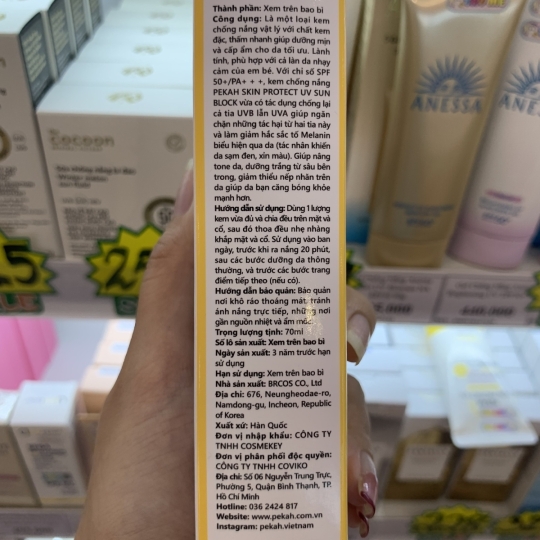 Thành phần: Xem trên bao bì
Công dụng: Là một loại kem
chống nắng vật lý với chất kem
đặc, thấm nhanh giúp dưỡng mịn
và cấp ẩm cho da tối ưu. Lành
tính, phù hợp với cả làn da nhạy
cảm của em bé. Với chỉ số SPF
50+/PA+ + +, kem chống nắng
PEKAH SKIN PROTECT UV SUN
BLOCK vừa có tác dụng chống lại
cả tia UVB lẫn UVA giúp ngăn
chặn những tác hại từ hai tia này
và làm giảm hắc sắc tố Melanin
biểu hiện qua da (tác nhân khiến
da sạm đen, xỉn màu). Giúp nâng
tone da, dưỡng trắng từ sâu bên
trong, giảm thiểu nếp nhăn trên
da giúp da bạn căng bóng khỏe
mạnh hơn.
Hướng dẫn sử dụng: Dùng 1 lượng
kem vừa đủ và chia đều trên mặt và
cổ, sau đó thoa đều nhẹ nhàng
khắp mặt và cổ. Sử dụng vào ban
ngày, trước khi ra nắng 20 phút,
sau các bước dưỡng da thông
thường, và trước các bước trang
điểm tiếp theo (nếu có).
Hướng dẫn bảo quản: Bảo quản
nơi khô ráo thoáng mát, tránh
ánh nắng trực tiếp, những nơi
gần nguồn nhiệt và ẩm mốc.
Trọng lượng tịnh: 70ml
Số lô sản xuất: Xem trên bao bì
Ngày sản xuất: 3 năm trước hạn
sử dụng
Hạn sử dụng: Xem trên bao bì
Nhà sản xuất: BRCOS CO., Ltd
Địa chỉ: 676, Neungheodae-ro,
Namdong-gu, Incheon, Republic
of Korea
Xuất xứ: Hàn Quốc
Đơn vị nhập khẩu: CÔNG TY
TNHH COSMEKEY
Đơn vị phân phối độc quyền:
CÔNG TY TNHH COVIKO
Địa chỉ: Số 06 Nguyễn Trung Trực,
Phường 5, Quận Bình Thạnh, TP.
Hồ Chí Minh
Hotline: 036 2424 817
Website: www.pekah.com.vn
Instagram: pekah.vietnam
Cocoon
ANESSA